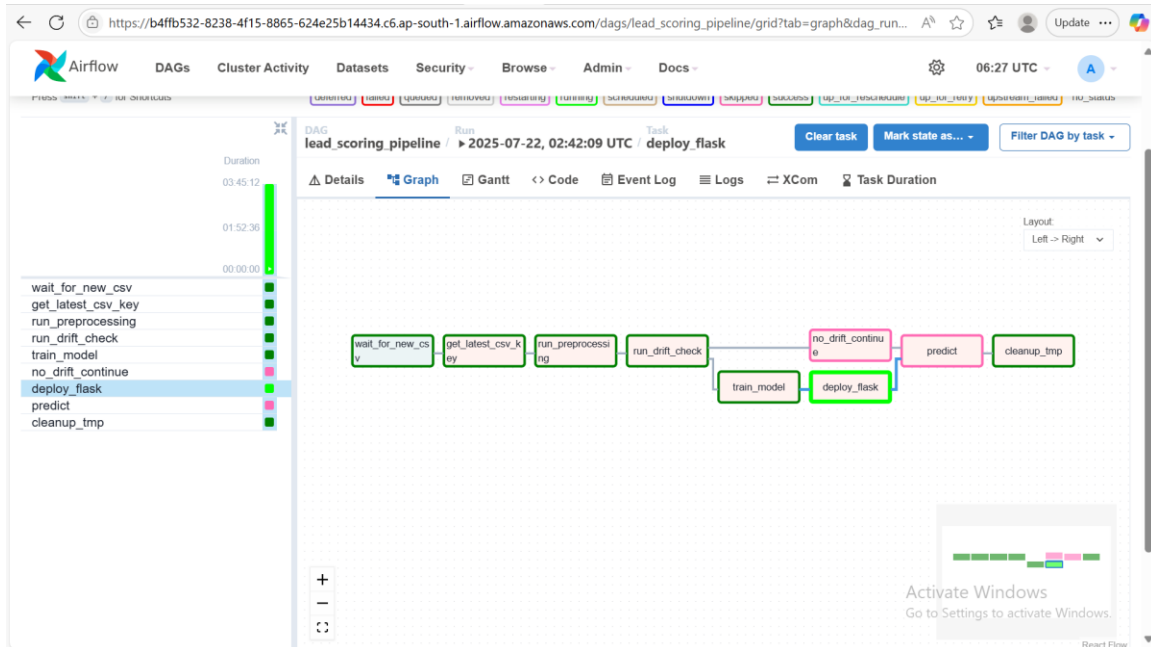 https://b4ffb532-8238-4f15-8865-624e25b14434.c6.ap-south-1.airflow.amazonaws.com/dags/lead_scoring_pipeline/grid?tab=graph&dag_run...
Update
Airflow DAGs Cluster Activity Datasets Security Browse Admin Docs 06:27 UTC A
Press shift + / for Shortcuts
deferred failed queued removed restarting running scheduled shutdown skipped success up_for_reschedule up_for_retry upstream_failed no_status
DAG Run Task
lead_scoring_pipeline / 2025-07-22, 02:42:09 UTC / deploy_flask
Clear task Mark state as... Filter DAG by task
Details Graph Gantt <> Code Event Log Logs XCom Task Duration
Duration
03:45:12
01:52:36
00:00:00
wait_for_new_csv
get_latest_csv_key
run_preprocessing
run_drift_check
train_model
no_drift_continue
deploy_flask
predict
cleanup_tmp
Layout:
Left -> Right
wait_for_new_cs
v
get_latest_csv_k
ey
run_preprocessi
ng
run_drift_check
no_drift_continu
e
predict
cleanup_tmp
train_model
deploy_flask
+
−
Activate Windows
Go to Settings to activate Windows.
React Flow